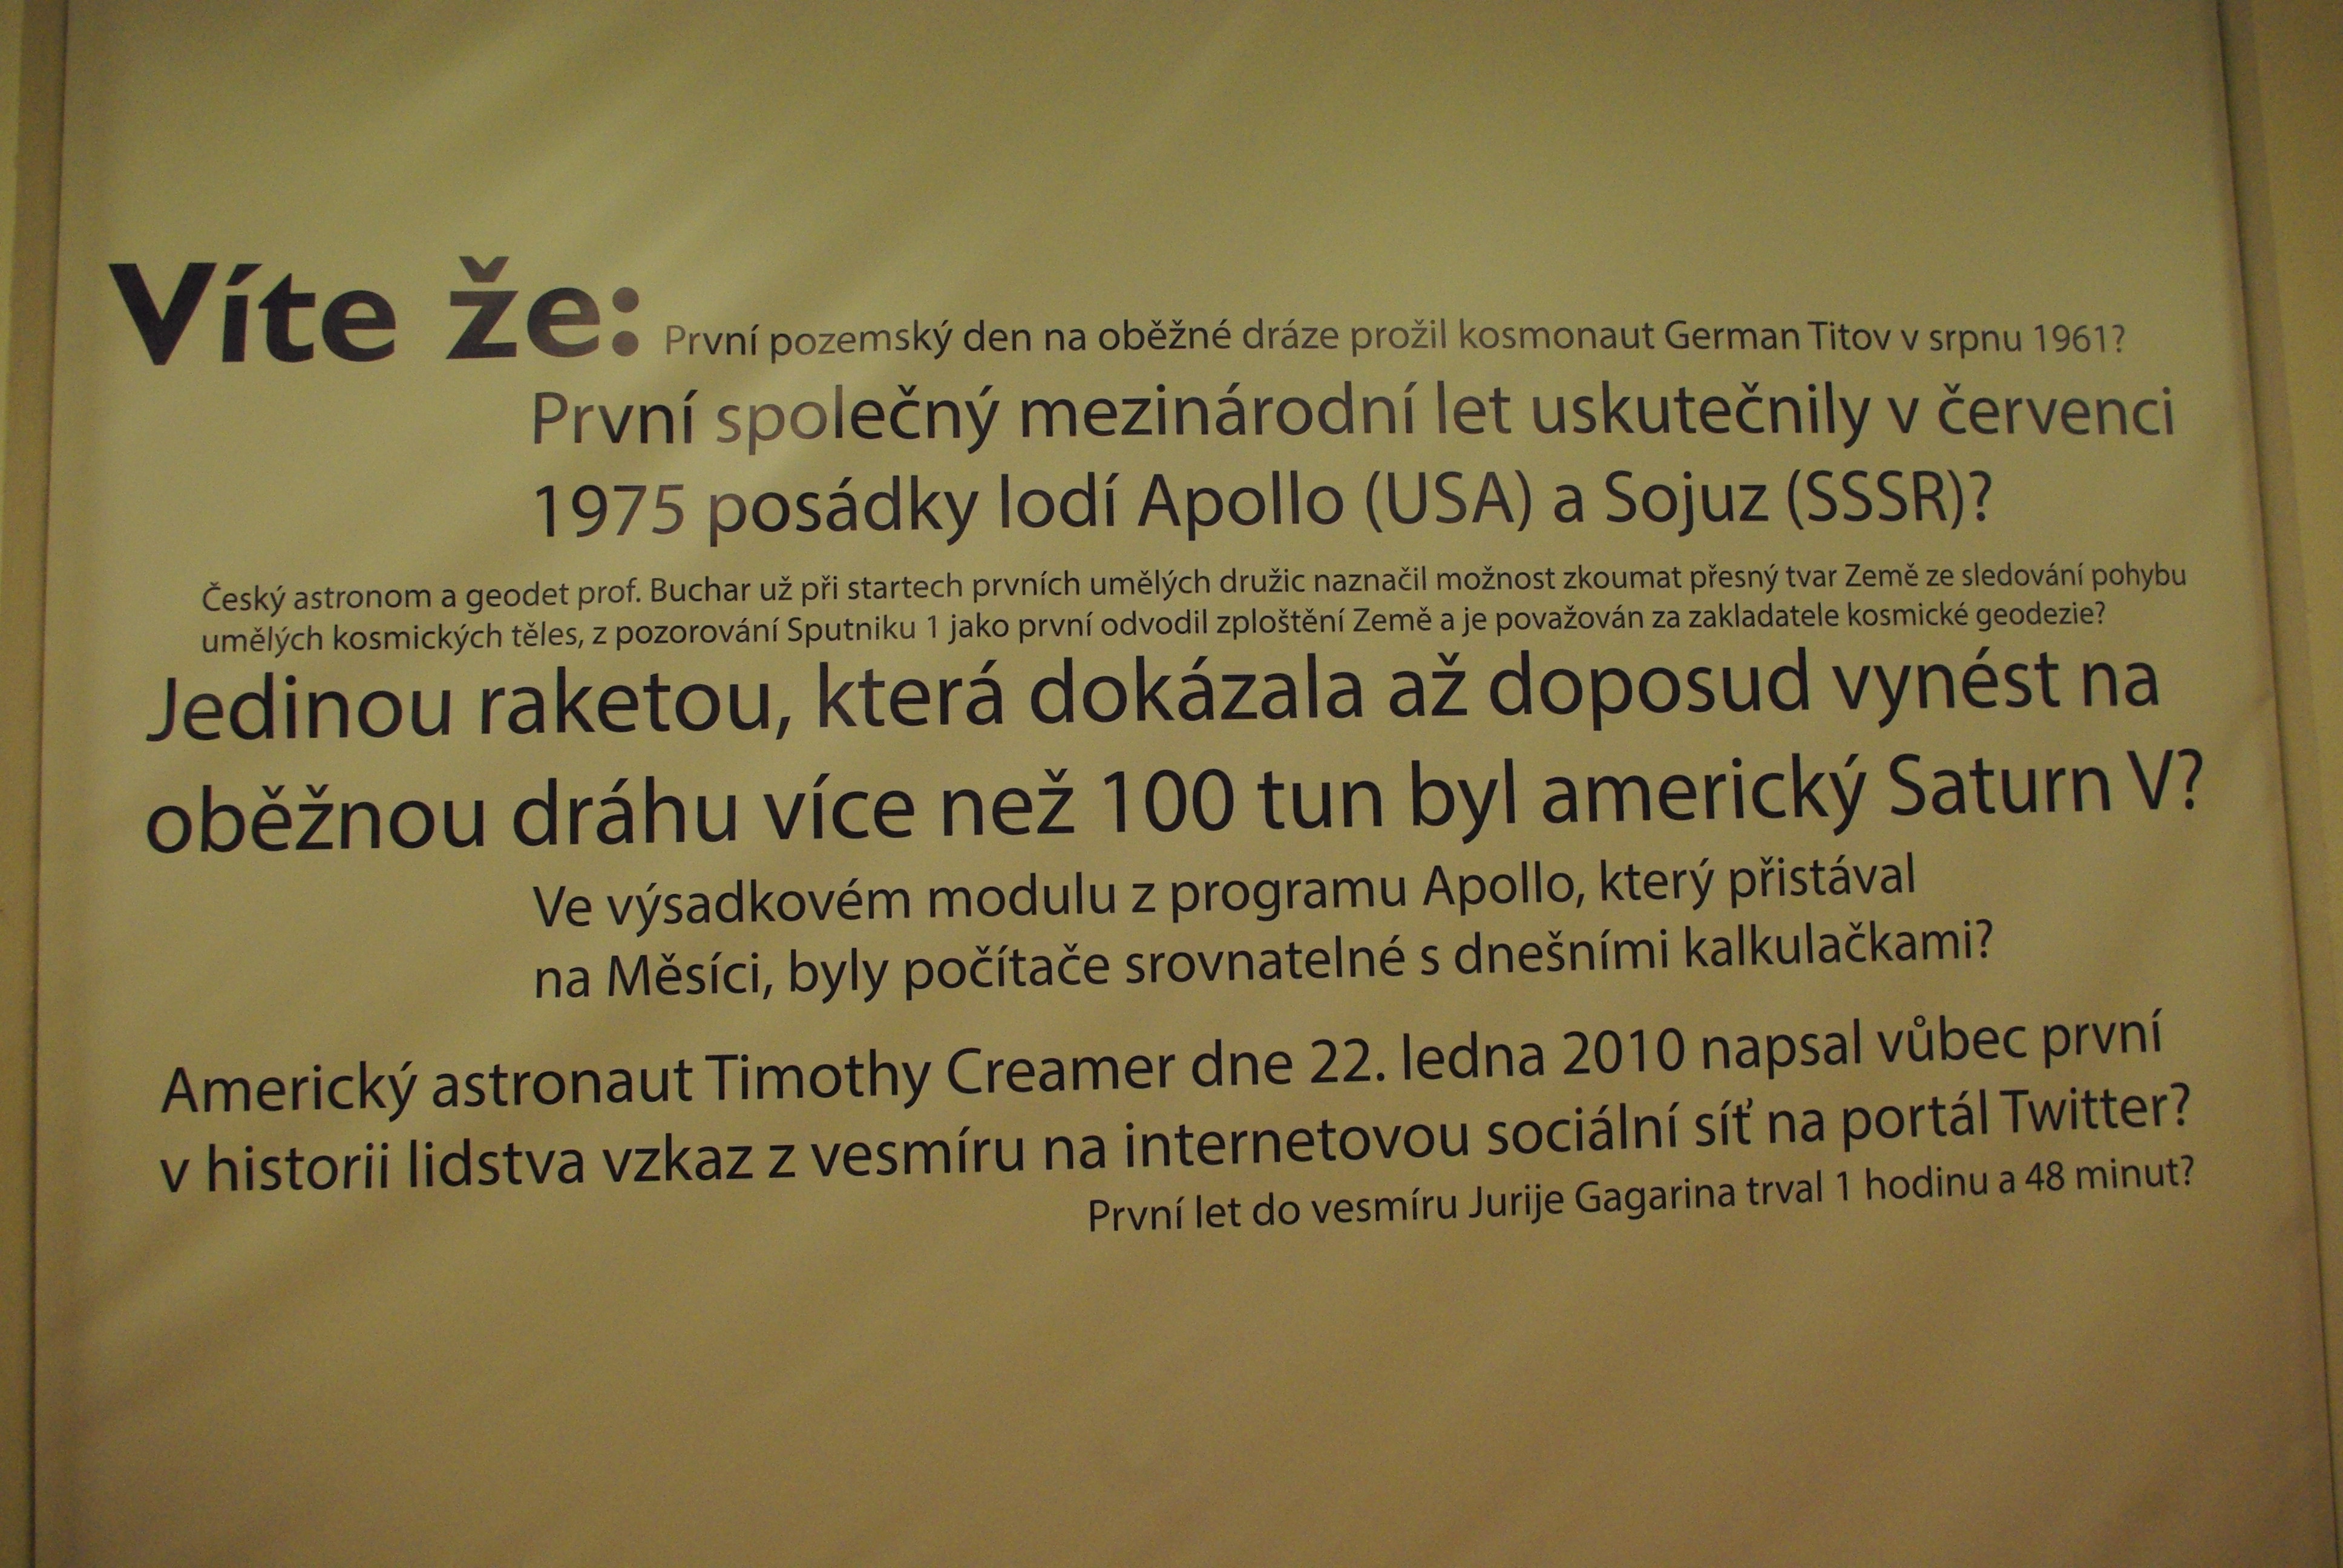 Víte že: První pozemský den na oběžné dráze prožil kosmonaut German Titov v srpnu 1961?
První společný mezinárodní let uskutečnily v červenci
1975 posádky lodí Apollo (USA) a Sojuz (SSSR)?
Český astronom a geodet prof. Buchar už při startech prvních umělých družic naznačil možnost zkoumat přesný tvar Země ze sledování pohybu
umělých kosmických těles, z pozorování Sputniku 1 jako první odvodil zploštění Země a je považován za zakladatele kosmické geodezie?
Jedinou raketou, která dokázala až doposud vynést na
oběžnou dráhu více než 100 tun byl americký Saturn V?
Ve výsadkovém modulu z programu Apollo, který přistával
na Měsíci, byly počítače srovnatelné s dnešními kalkulačkami?
Americký astronaut Timothy Creamer dne 22. ledna 2010 napsal vůbec první
v historii lidstva vzkaz z vesmíru na internetovou sociální síť na portál Twitter?
První let do vesmíru Jurije Gagarina trval 1 hodinu a 48 minut?